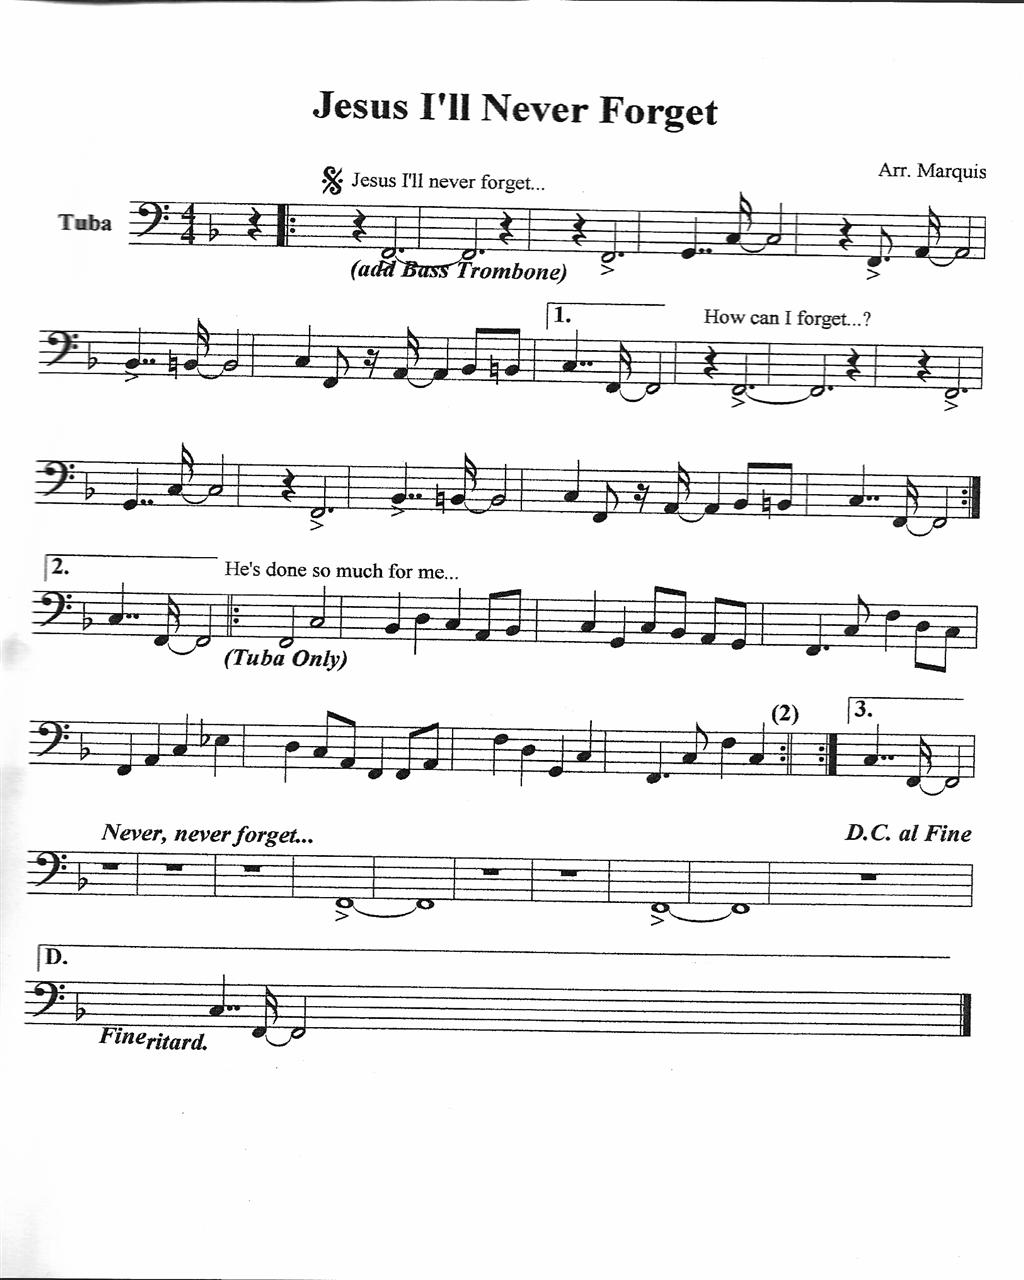 Jesus I'll Never Forget
Arr. Marquis
Jesus I'll never forget...
Tuba
4
4
(add Bass Trombone)
1.
How can I forget...?
2.
He's done so much for me...
(Tuba Only)
(2)
3.
Never, never forget...
D.C. al Fine
D.
Fine ritard.